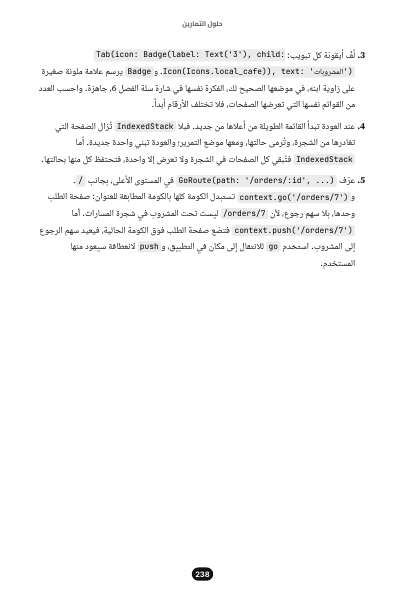 حلول التمارين
3. لُفّ أيقونة كل تبويب: Tab(icon: Badge(label: Text('3'), child:
Icon(Icons.local_cafe)), text: 'المشروبات'). و Badge يرسم علامة ملونة صغيرة
على زاوية ابنه، في موضعها الصحيح لك، الفكرة نفسها في شارة سلة الفصل 6، جاهزة. واحسب العدد
من القوائم نفسها التي تعرضها الصفحات، فلا تختلف الأرقام أبداً.
4. عند العودة تبدأ القائمة الطويلة من أعلاها من جديد. فبلا IndexedStack تُزال الصفحة التي
تغادرها من الشجرة، وتُرمى حالتها، ومعها موضع التمرير؛ والعودة تبني واحدة جديدة. أما
IndexedStack فتُبقي كل الصفحات في الشجرة ولا تعرض إلا واحدة، فتحتفظ كل منها بحالتها.
5. عرّف GoRoute(path: '/orders/:id', ...) في المستوى الأعلى، بجانب / .
و context.go('/orders/7') تستبدل الكومة كلها بالكومة المطابقة للعنوان: صفحة الطلب
وحدها، بلا سهم رجوع، لأن /orders/7 ليست تحت المشروب في شجرة المسارات. أما
context.push('/orders/7') فتضع صفحة الطلب فوق الكومة الحالية، فيعيد سهم الرجوع
إلى المشروب. استخدم go للانتقال إلى مكان في التطبيق، و push لانعطافة سيعود منها
المستخدم.
238